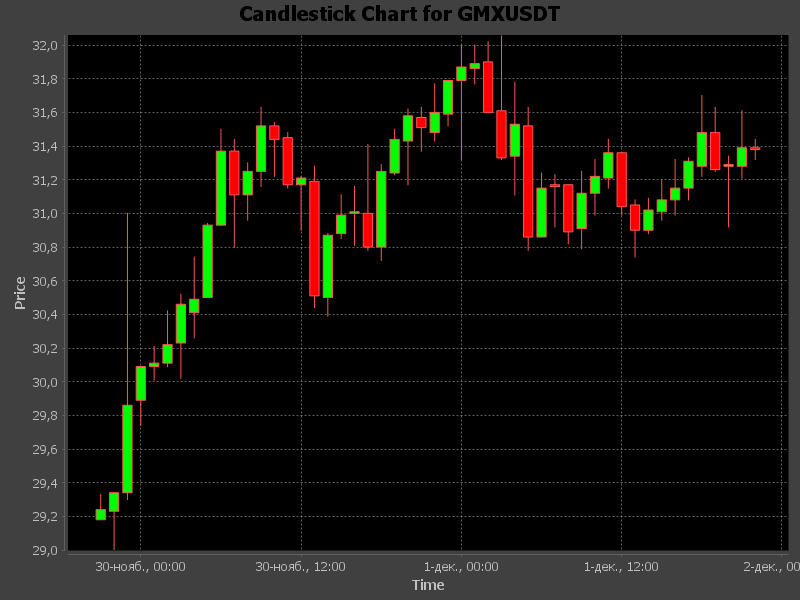 Candlestick Chart for GMXUSDT
32,0
31,8
31,6
31,4
31,2
31,0
30,8
30,6
30,4
30,2
30,0
29,8
29,6
29,4
29,2
29,0
Price
30-нояб., 00:00
30-нояб., 12:00
1-дек., 00:00
1-дек., 12:00
2-дек., 00
Time